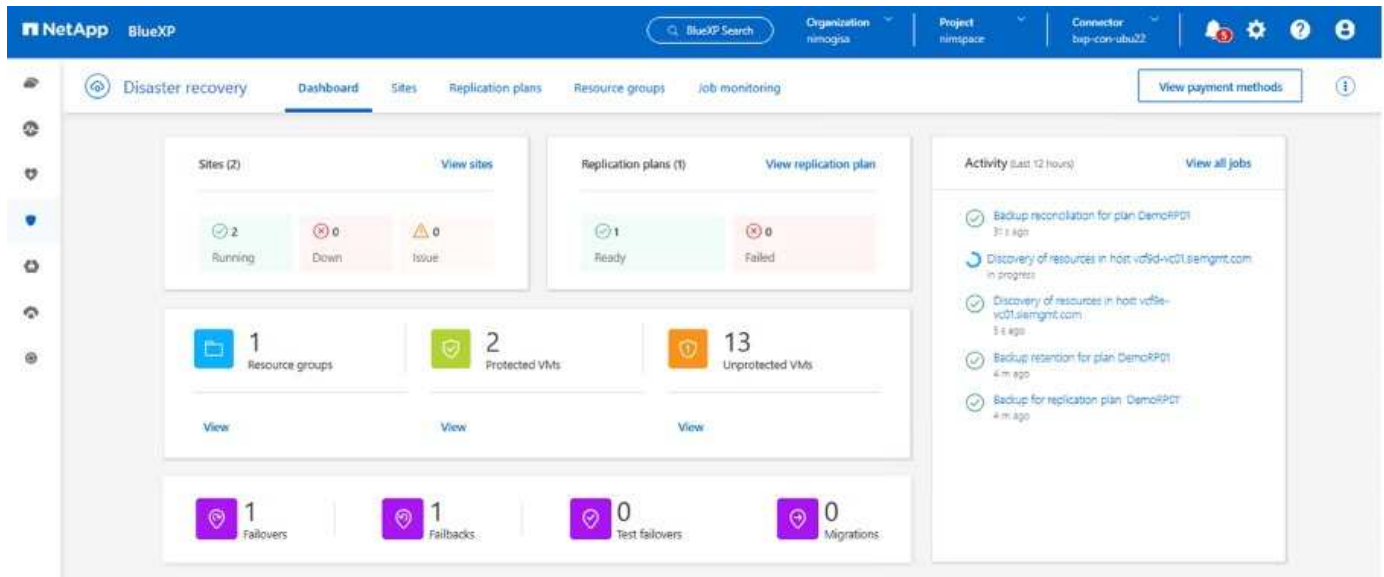 NetApp BlueXP
BlueXP Search
Organization
nimogisa
Project
nimspace
Connector
bxp-con-ubu22
5
Disaster recovery
Dashboard
Sites
Replication plans
Resource groups
Job monitoring
View payment methods
Sites (2)
View sites
2
Running
0
Down
0
Issue
Replication plans (1)
View replication plan
1
Ready
0
Failed
1
Resource groups
View
2
Protected VMs
View
13
Unprotected VMs
View
1
Failovers
1
Failbacks
0
Test failovers
0
Migrations
Activity (Last 12 hours)
View all jobs
Backup reconciliation for plan DemoRP01
31 s ago
Discovery of resources in host vcf9d-vc01.siemgmt.com
In progress
Discovery of resources in host vcf9e-
vc01.siemgmt.com
5 s ago
Backup retention for plan DemoRP01
4 m ago
Backup for replication plan DemoRP01
4 m ago